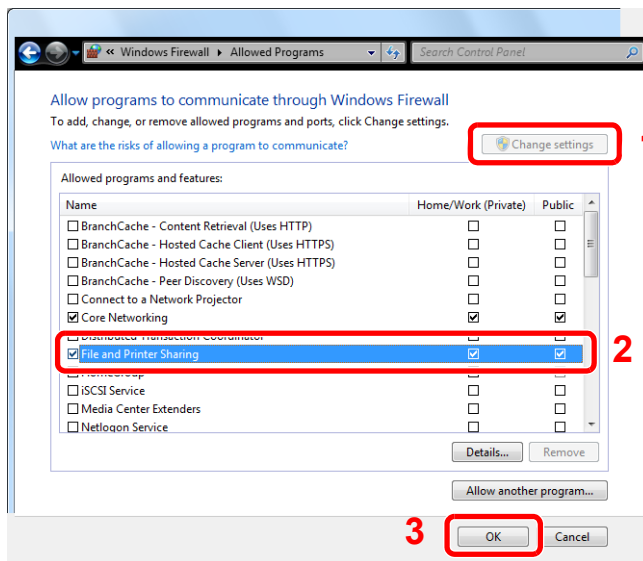 « Windows Firewall ▸ Allowed Programs Search Control Panel
Allow programs to communicate through Windows Firewall
To add, change, or remove allowed programs and ports, click Change settings.
What are the risks of allowing a program to communicate?
Change settings
Allowed programs and features:
Name Home/Work (Private) Public
BranchCache - Content Retrieval (Uses HTTP)
BranchCache - Hosted Cache Client (Uses HTTPS)
BranchCache - Hosted Cache Server (Uses HTTPS)
BranchCache - Peer Discovery (Uses WSD)
Connect to a Network Projector
Core Networking
Distributed Transaction Coordinator
File and Printer Sharing 2
HomeGroup
iSCSI Service
Media Center Extenders
Netlogon Service
Details... Remove
Allow another program...
3 OK Cancel